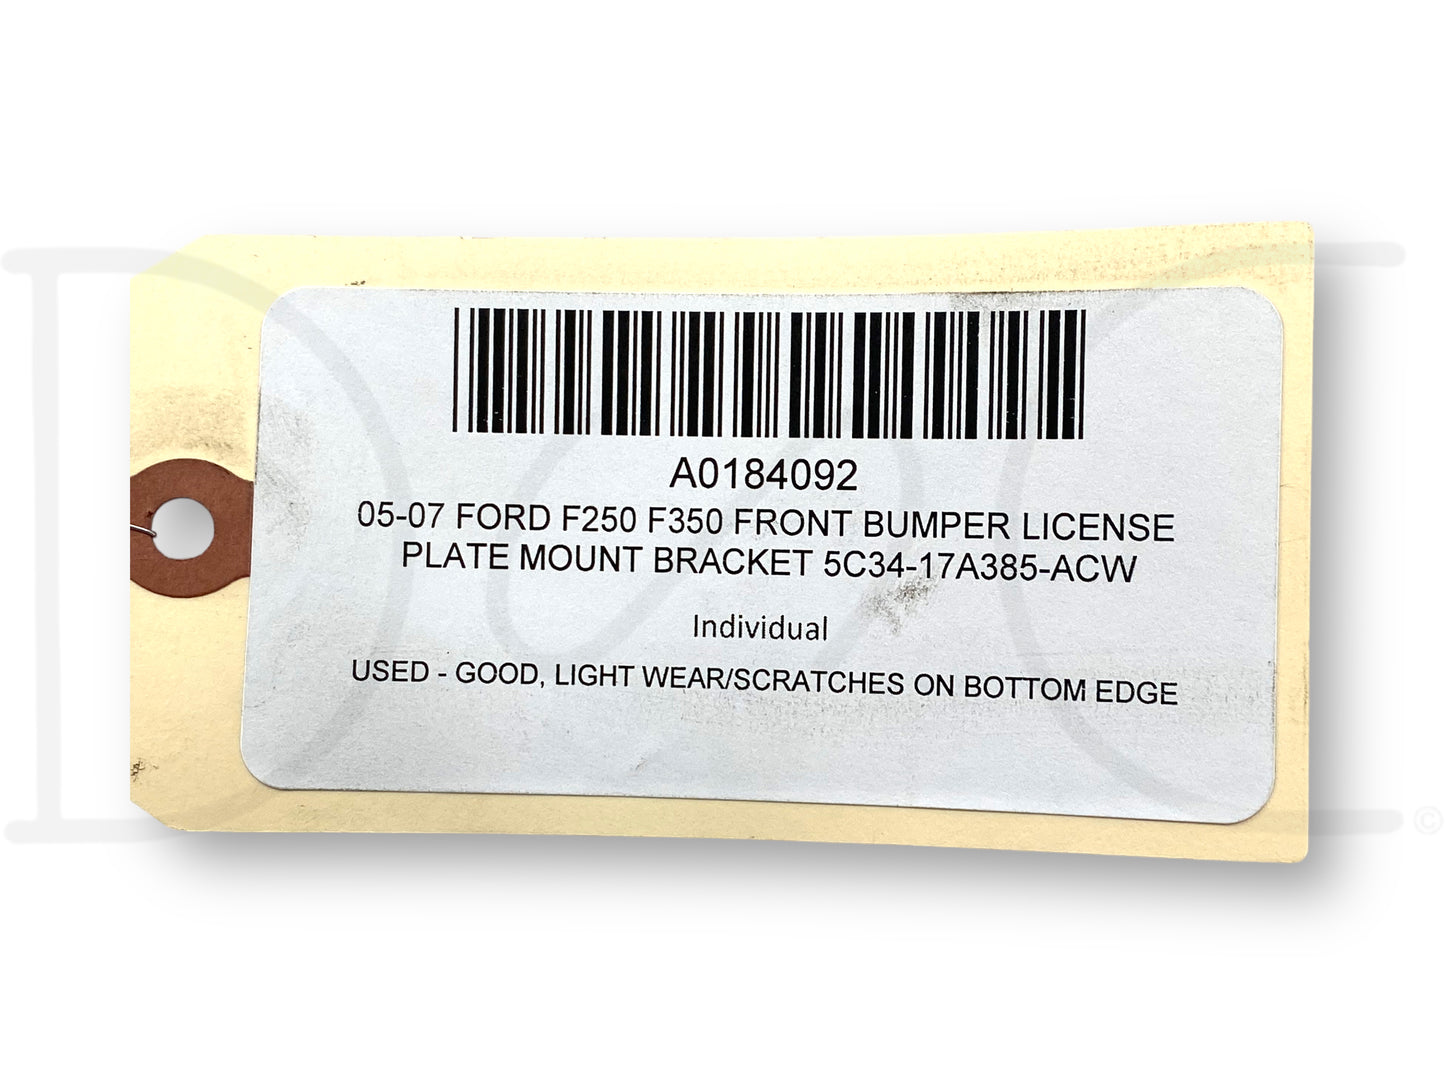 A0184092
05-07 FORD F250 F350 FRONT BUMPER LICENSE
PLATE MOUNT BRACKET 5C34-17A385-ACW
Individual
USED - GOOD, LIGHT WEAR/SCRATCHES ON BOTTOM EDGE
©